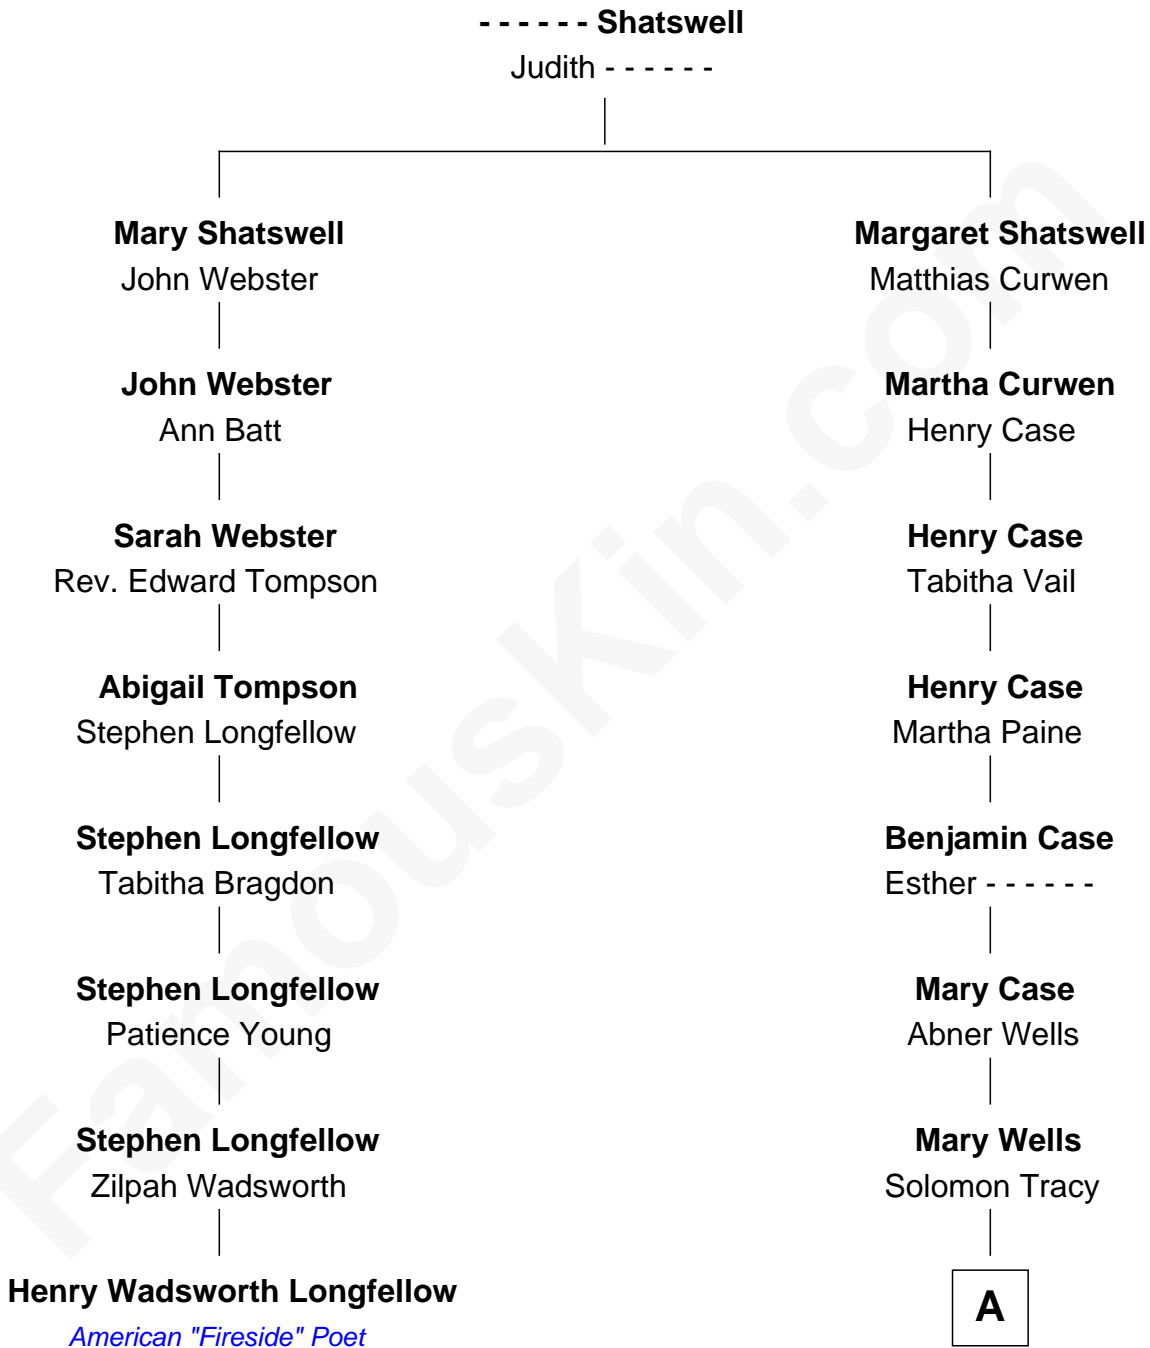 - - - - - - Shatswell
Judith - - - - - -
Mary Shatswell
John Webster
Margaret Shatswell
Matthias Curwen
John Webster
Ann Batt
Martha Curwen
Henry Case
Sarah Webster
Rev. Edward Tompson
Henry Case
Tabitha Vail
Abigail Tompson
Stephen Longfellow
Henry Case
Martha Paine
Stephen Longfellow
Tabitha Bragdon
Benjamin Case
Esther - - - - - -
Stephen Longfellow
Patience Young
Mary Case
Abner Wells
Stephen Longfellow
Zilpah Wadsworth
Mary Wells
Solomon Tracy
Henry Wadsworth Longfellow
American "Fireside" Poet
A
FamousKin.com